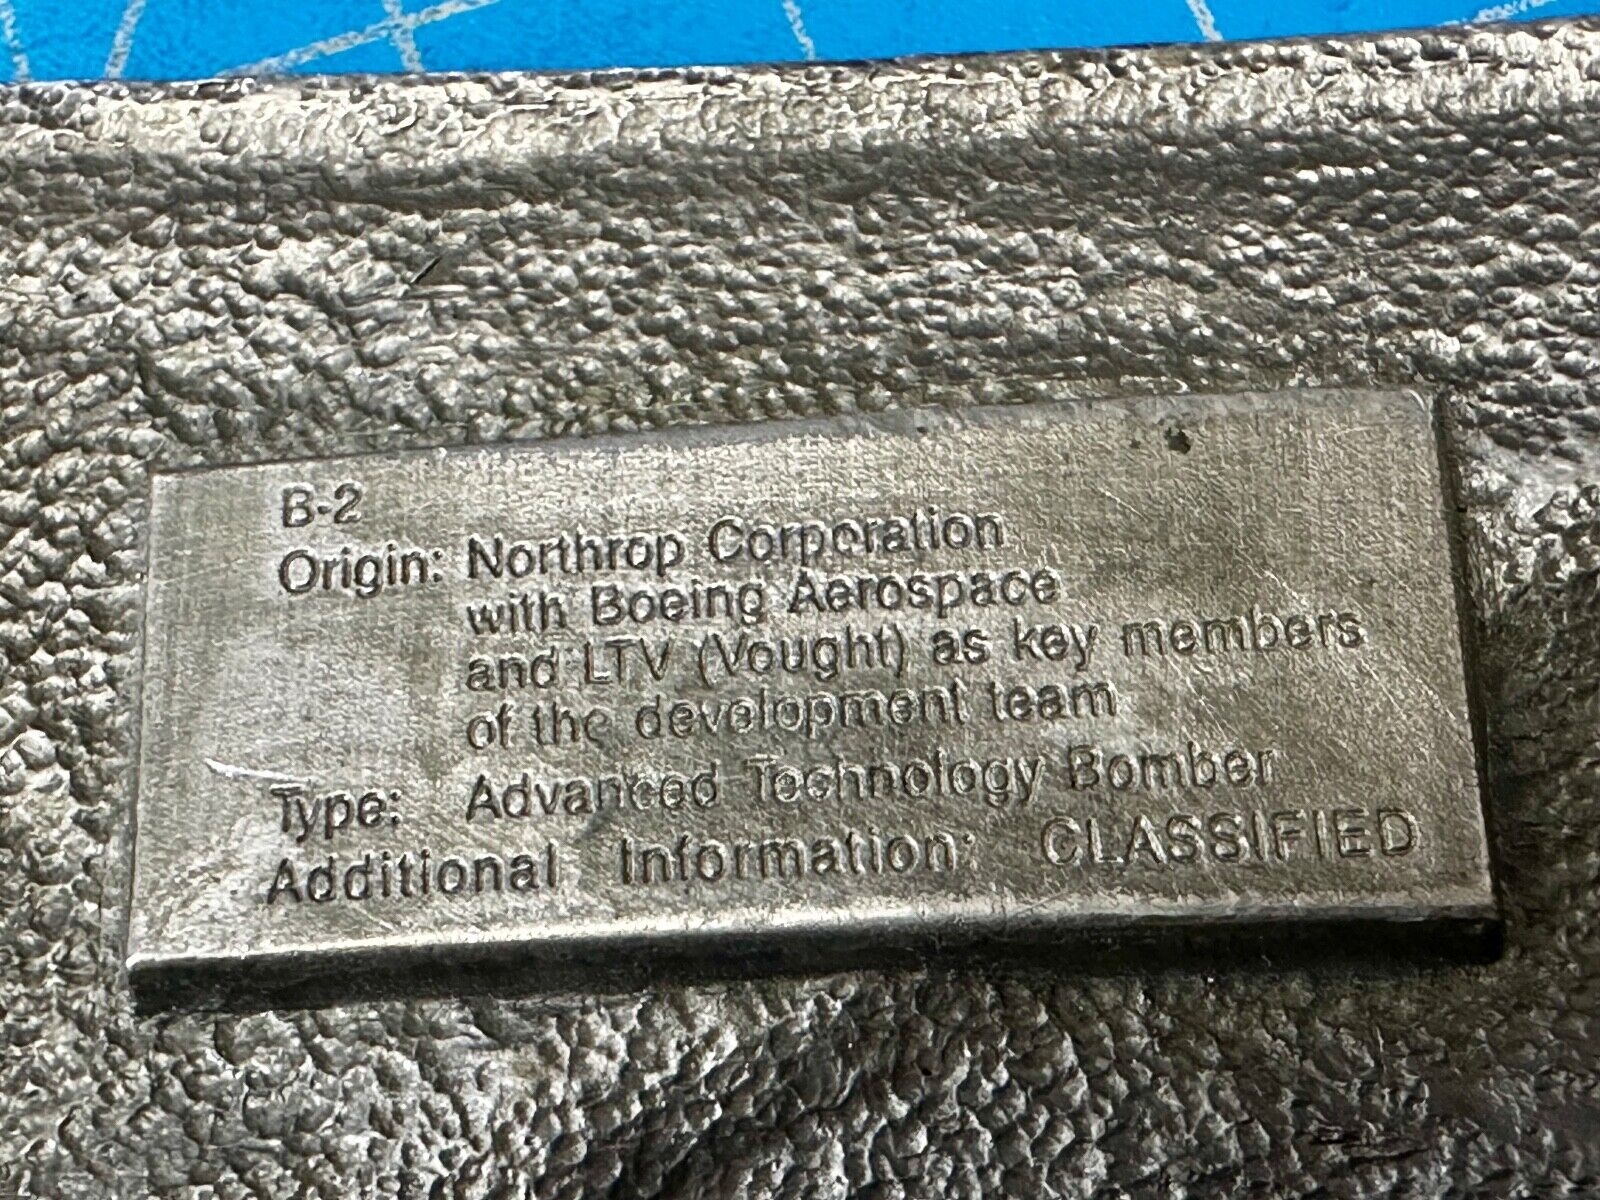 B-2
Origin: Northrop Corporation
with Boeing Aerospace
and LTV (Vought) as key members
of the development team
Type: Advanced Technology Bomber
Additional Information: CLASSIFIED